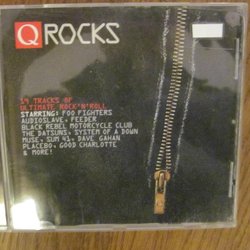 Q ROCKS
19 TRACKS OF
ULTIMATE ROCK'N'ROLL
STARRING: FOO FIGHTERS
AUDIOSLAVE, FEEDER
BLACK REBEL MOTORCYCLE CLUB
THE DATSUNS, SYSTEM OF A DOWN
MUSE, SUM 41, DAVE GAHAN
PLACEBO, GOOD CHARLOTTE
& MORE!